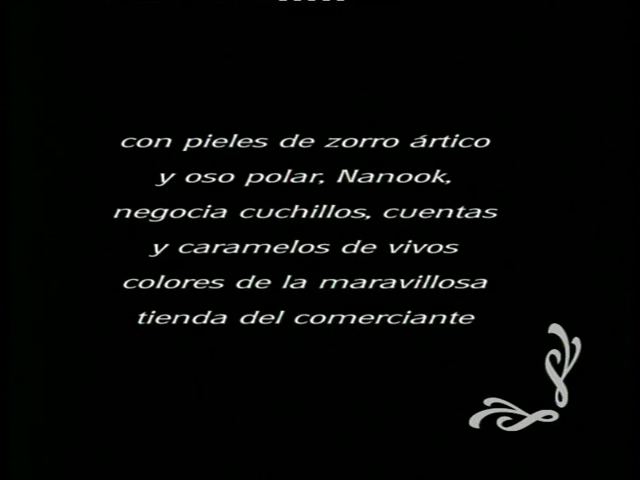 con pieles de zorro ártico
y oso polar, Nanook,
negocia cuchillos, cuentas
y caramelos de vivos
colores de la maravillosa
tienda del comerciante